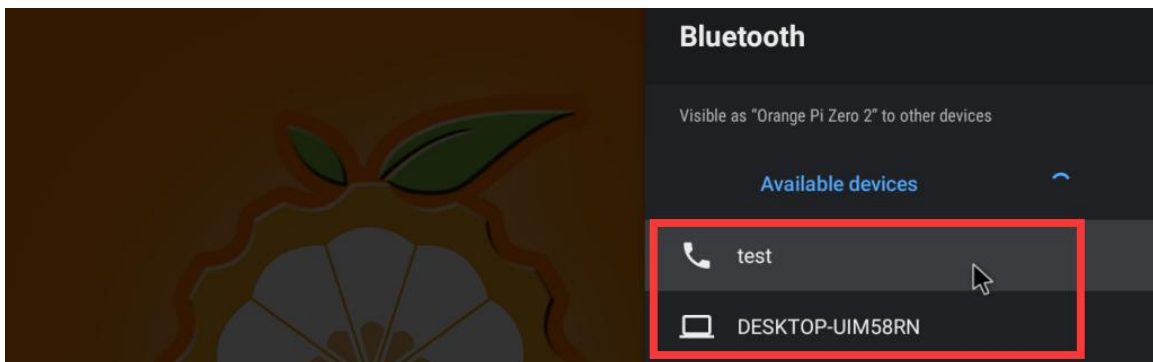 Bluetooth
Visible as "Orange Pi Zero 2" to other devices
Available devices
test
DESKTOP-UIM58RN